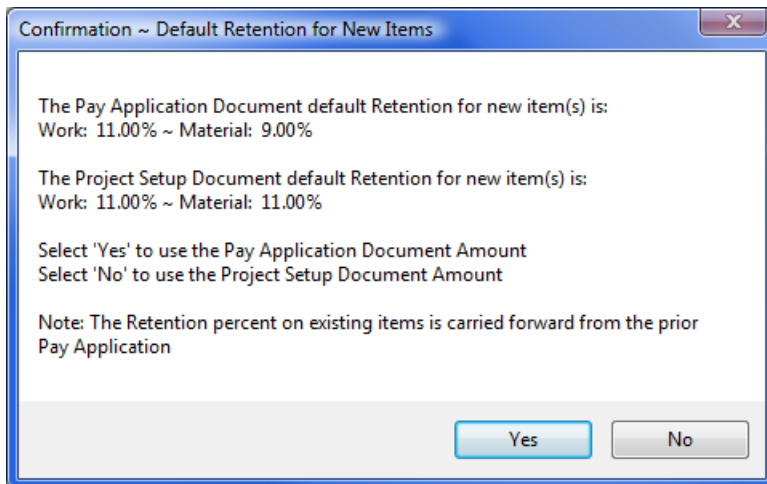 Confirmation ~ Default Retention for New Items
The Pay Application Document default Retention for new item(s) is:
Work: 11.00% ~ Material: 9.00%
The Project Setup Document default Retention for new item(s) is:
Work: 11.00% ~ Material: 11.00%
Select 'Yes' to use the Pay Application Document Amount
Select 'No' to use the Project Setup Document Amount
Note: The Retention percent on existing items is carried forward from the prior
Pay Application
Yes
No